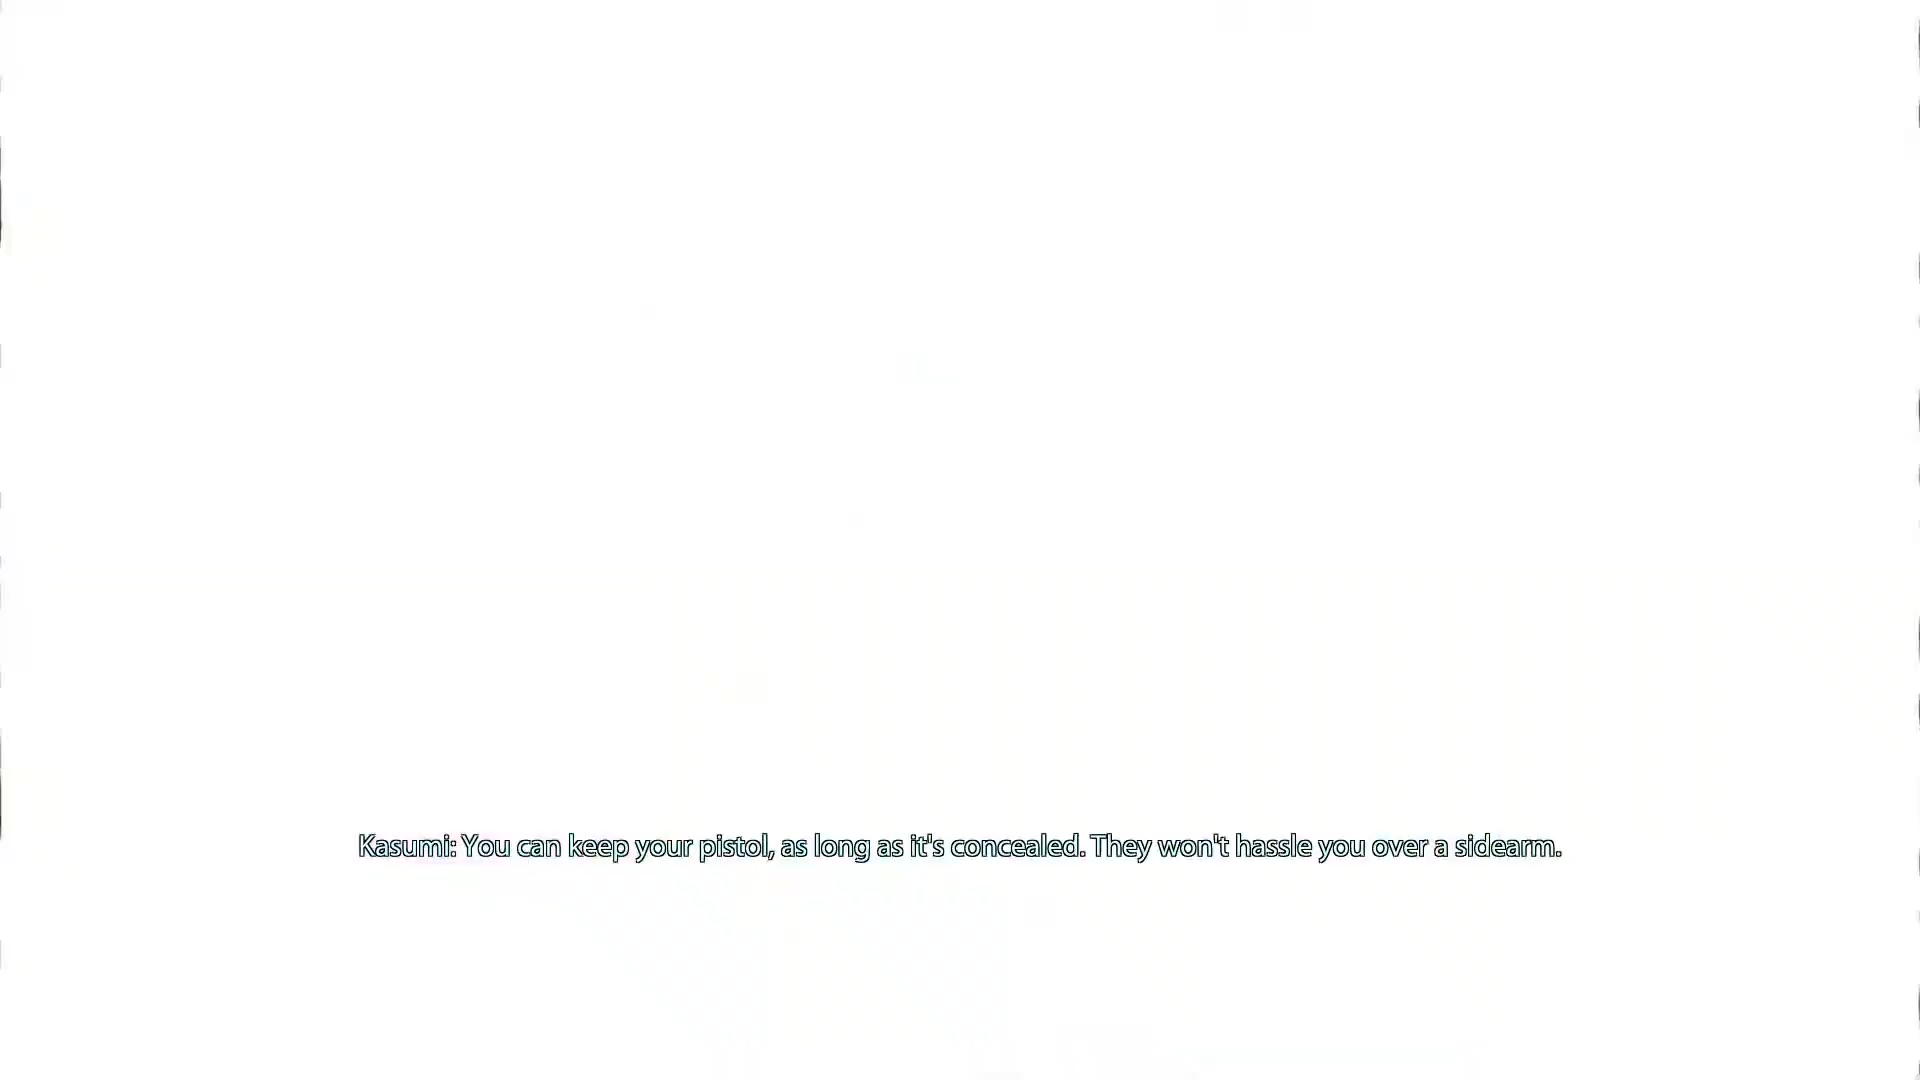 Kasumi: You can keep your pistol, as long as it's concealed. They won't hassle you over a sidearm.